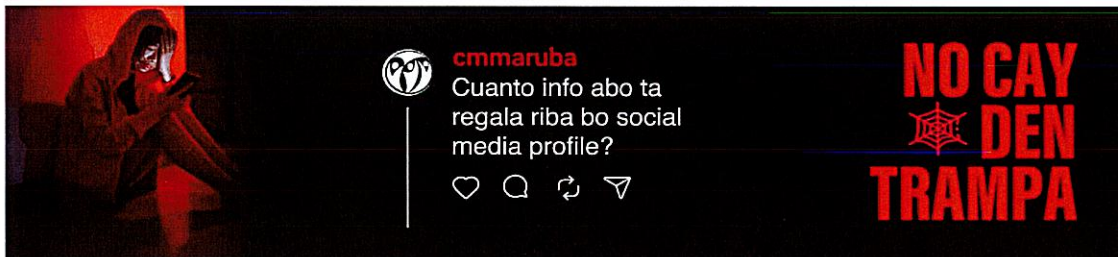 cmmaruba
Cuanto info abo ta
regala riba bo social
media profile?
NO CAY
DEN
TRAMPA